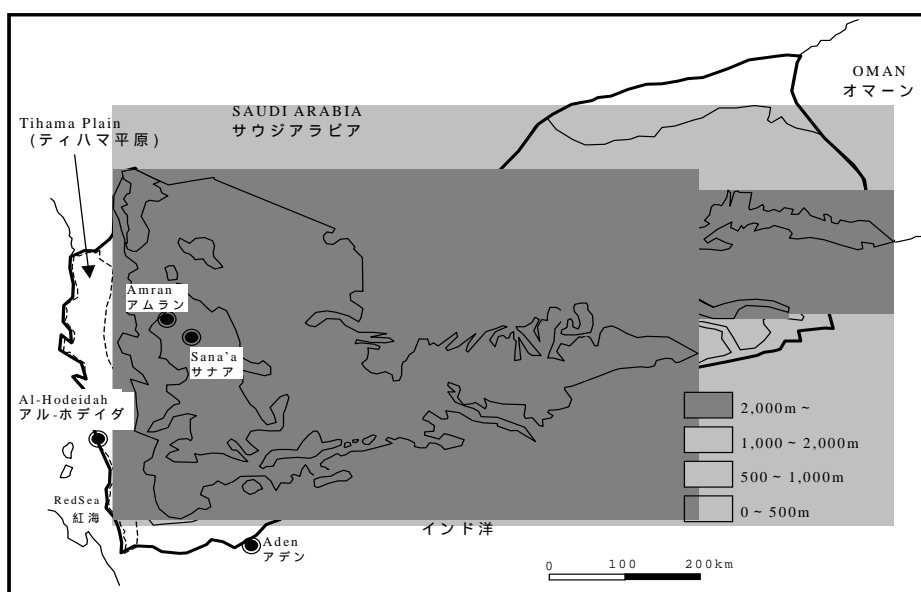 OMAN
オマーン
SAUDI ARABIA
サウジアラビア
Tihama Plain
(ティハマ平原)
Amran
アムラン
Sana'a
サナア
Al-Hodeidah
アル-ホデイダ
2,000m ~
1,000 ~ 2,000m
500 ~ 1,000m
0 ~ 500m
RedSea
紅海
インド洋
Aden
アデン
0 100 200km